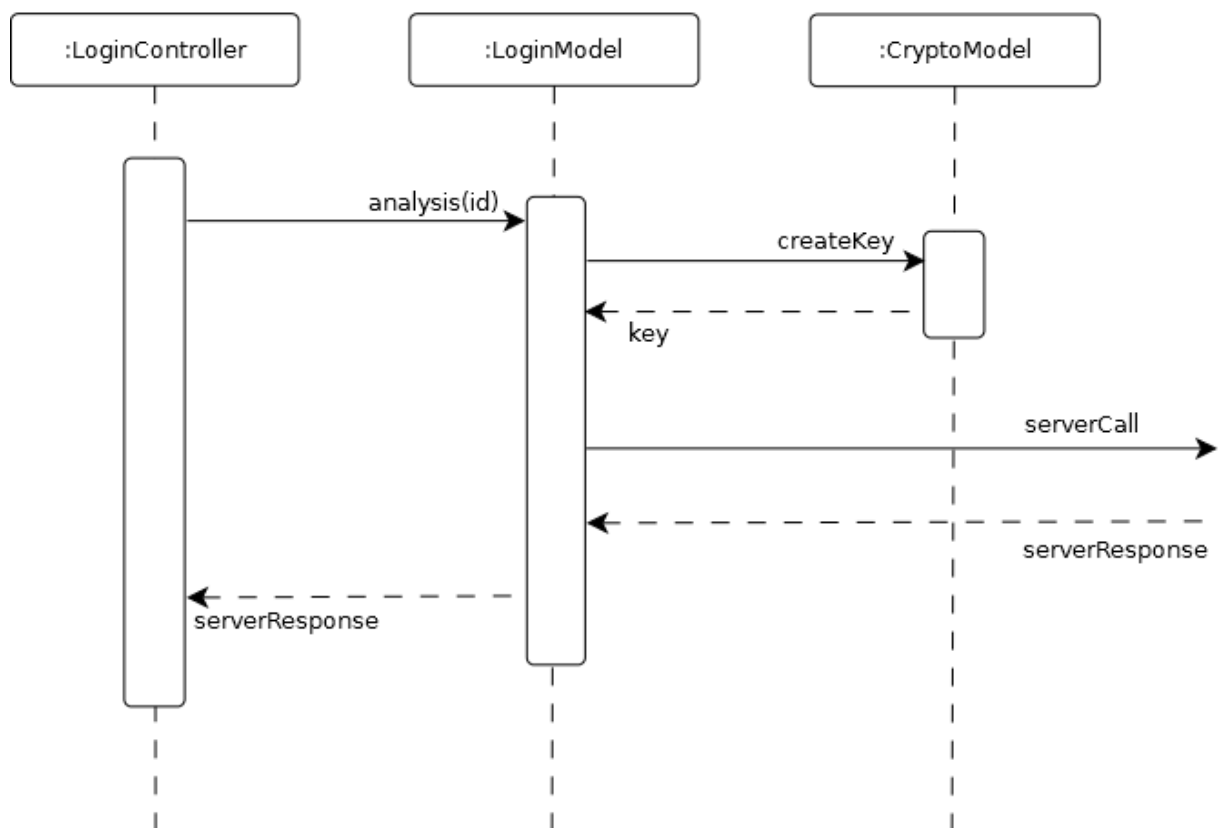 :LoginController
:LoginModel
:CryptoModel
analysis(id)
createKey
key
serverCall
serverResponse
serverResponse